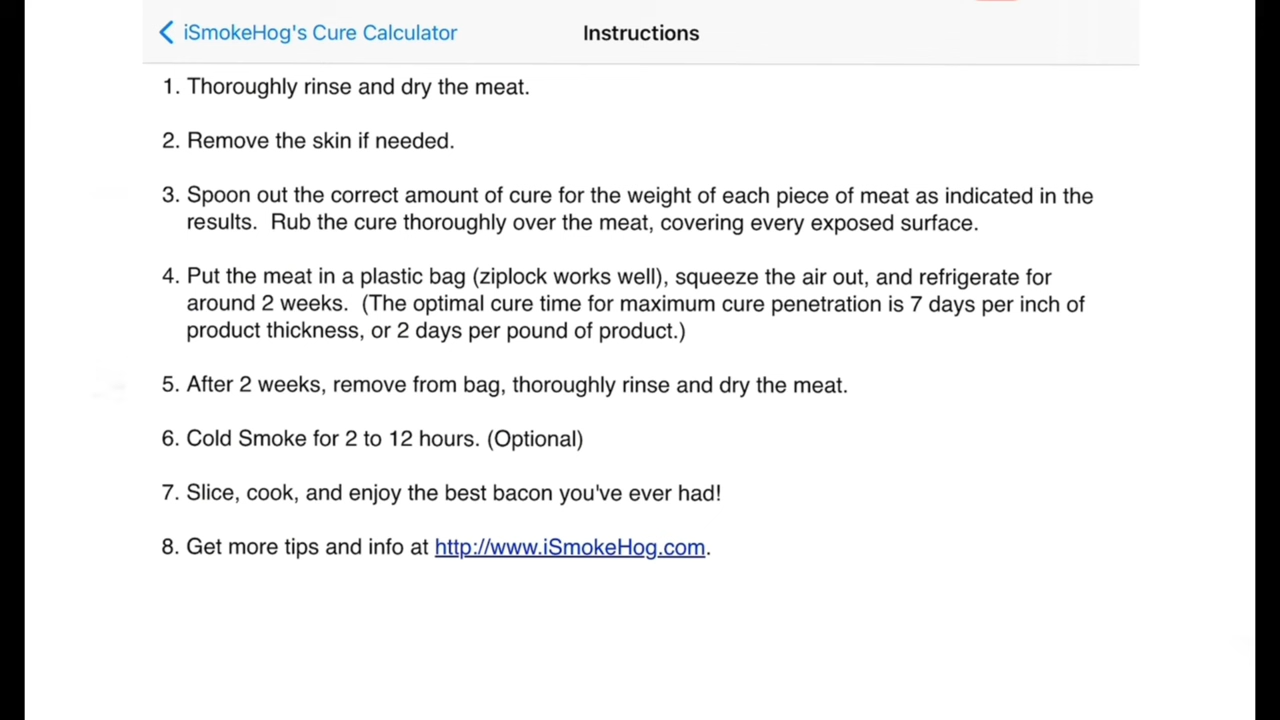 iSmokeHog's Cure Calculator
Instructions
1. Thoroughly rinse and dry the meat.
2. Remove the skin if needed.
3. Spoon out the correct amount of cure for the weight of each piece of meat as indicated in the
results. Rub the cure thoroughly over the meat, covering every exposed surface.
4. Put the meat in a plastic bag (ziplock works well), squeeze the air out, and refrigerate for
around 2 weeks. (The optimal cure time for maximum cure penetration is 7 days per inch of
product thickness, or 2 days per pound of product.)
5. After 2 weeks, remove from bag, thoroughly rinse and dry the meat.
6. Cold Smoke for 2 to 12 hours. (Optional)
7. Slice, cook, and enjoy the best bacon you've ever had!
8. Get more tips and info at http://www.iSmokeHog.com.